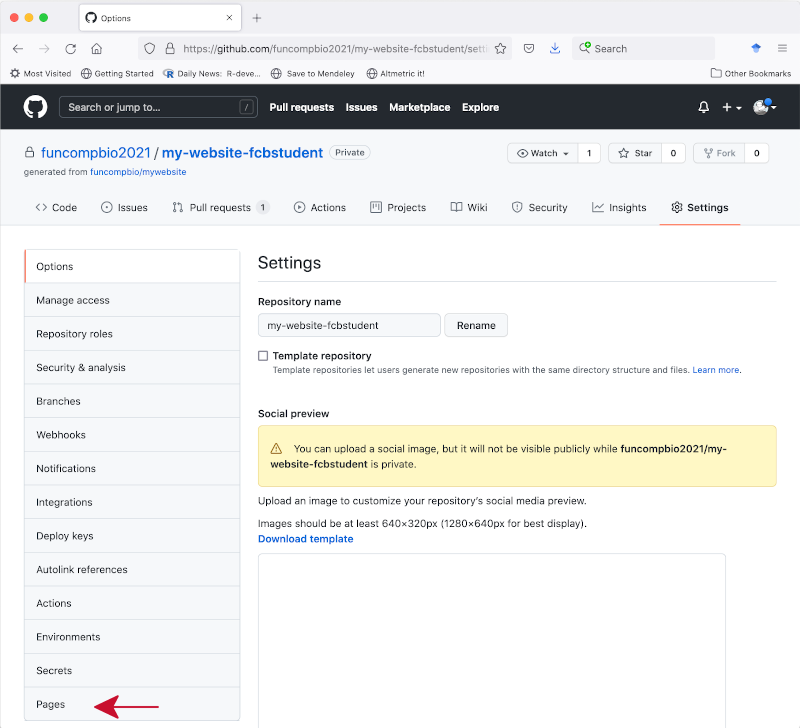 Options
https://github.com/funcompbio2021/my-website-fcbstudent/setti
Search
Most Visited Getting Started Daily News: R-deve... Save to Mendeley Altmetric it! Other Bookmarks
Search or jump to... / Pull requests Issues Marketplace Explore
funcompbio2021 / my-website-fcbstudent Private Watch 1 Star 0 Fork 0
generated from funcompbio/mywebsite
Code Issues Pull requests 1 Actions Projects Wiki Security Insights Settings
Options
Manage access
Repository roles
Security & analysis
Branches
Webhooks
Notifications
Integrations
Deploy keys
Autolink references
Actions
Environments
Secrets
Pages
Settings
Repository name
my-website-fcbstudent Rename
Template repository
Template repositories let users generate new repositories with the same directory structure and files. Learn more.
Social preview
You can upload a social image, but it will not be visible publicly while funcompbio2021/my-
website-fcbstudent is private.
Upload an image to customize your repository's social media preview.
Images should be at least 640×320px (1280×640px for best display).
Download template